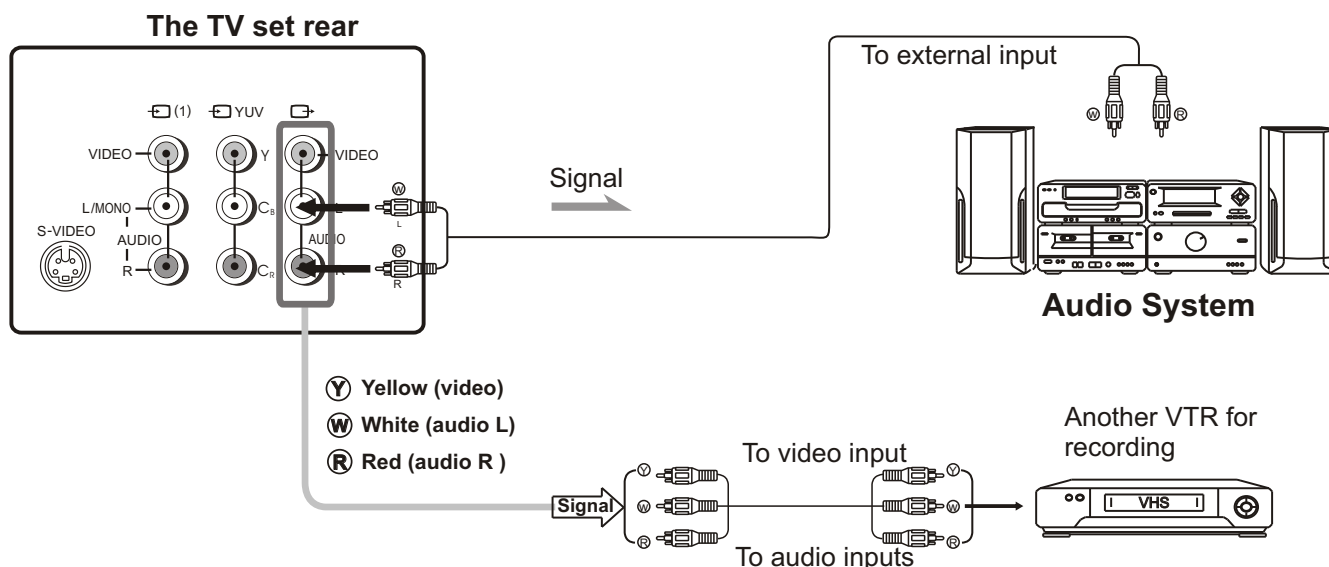 The TV set rear
(1)
YUV
VIDEO
Y
VIDEO
L/MONO
CB
L
W
L
S-VIDEO
AUDIO
AUDIO
R
CR
R
R
R
Signal
To external input
W
R
Audio System
Y Yellow (video)
W White (audio L)
R Red (audio R )
Another VTR for
recording
To video input
Signal
Y
W
R
Y
W
R
VHS
To audio inputs